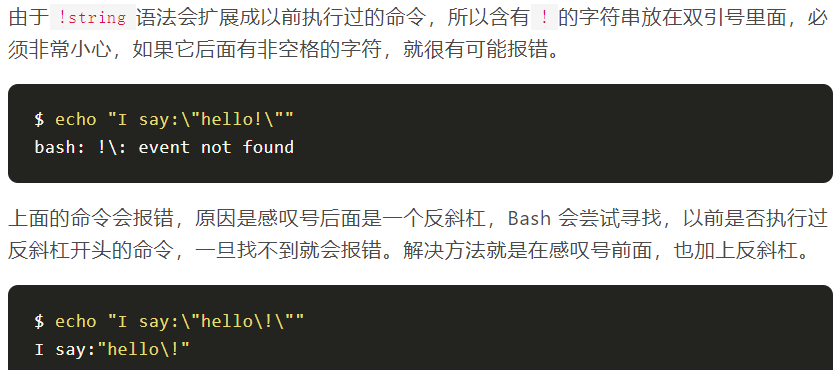 由于 !string 语法会扩展成以前执行过的命令，所以含有 ! 的字符串放在双引号里面，必
须非常小心，如果它后面有非空格的字符，就很有可能报错。
$ echo "I say:\"hello!\""
bash: !\: event not found
上面的命令会报错，原因是感叹号后面是一个反斜杠，Bash 会尝试寻找，以前是否执行过
反斜杠开头的命令，一旦找不到就会报错。解决方法就是在感叹号前面，也加上反斜杠。
$ echo "I say:\"hello\!\""
I say:"hello\!"